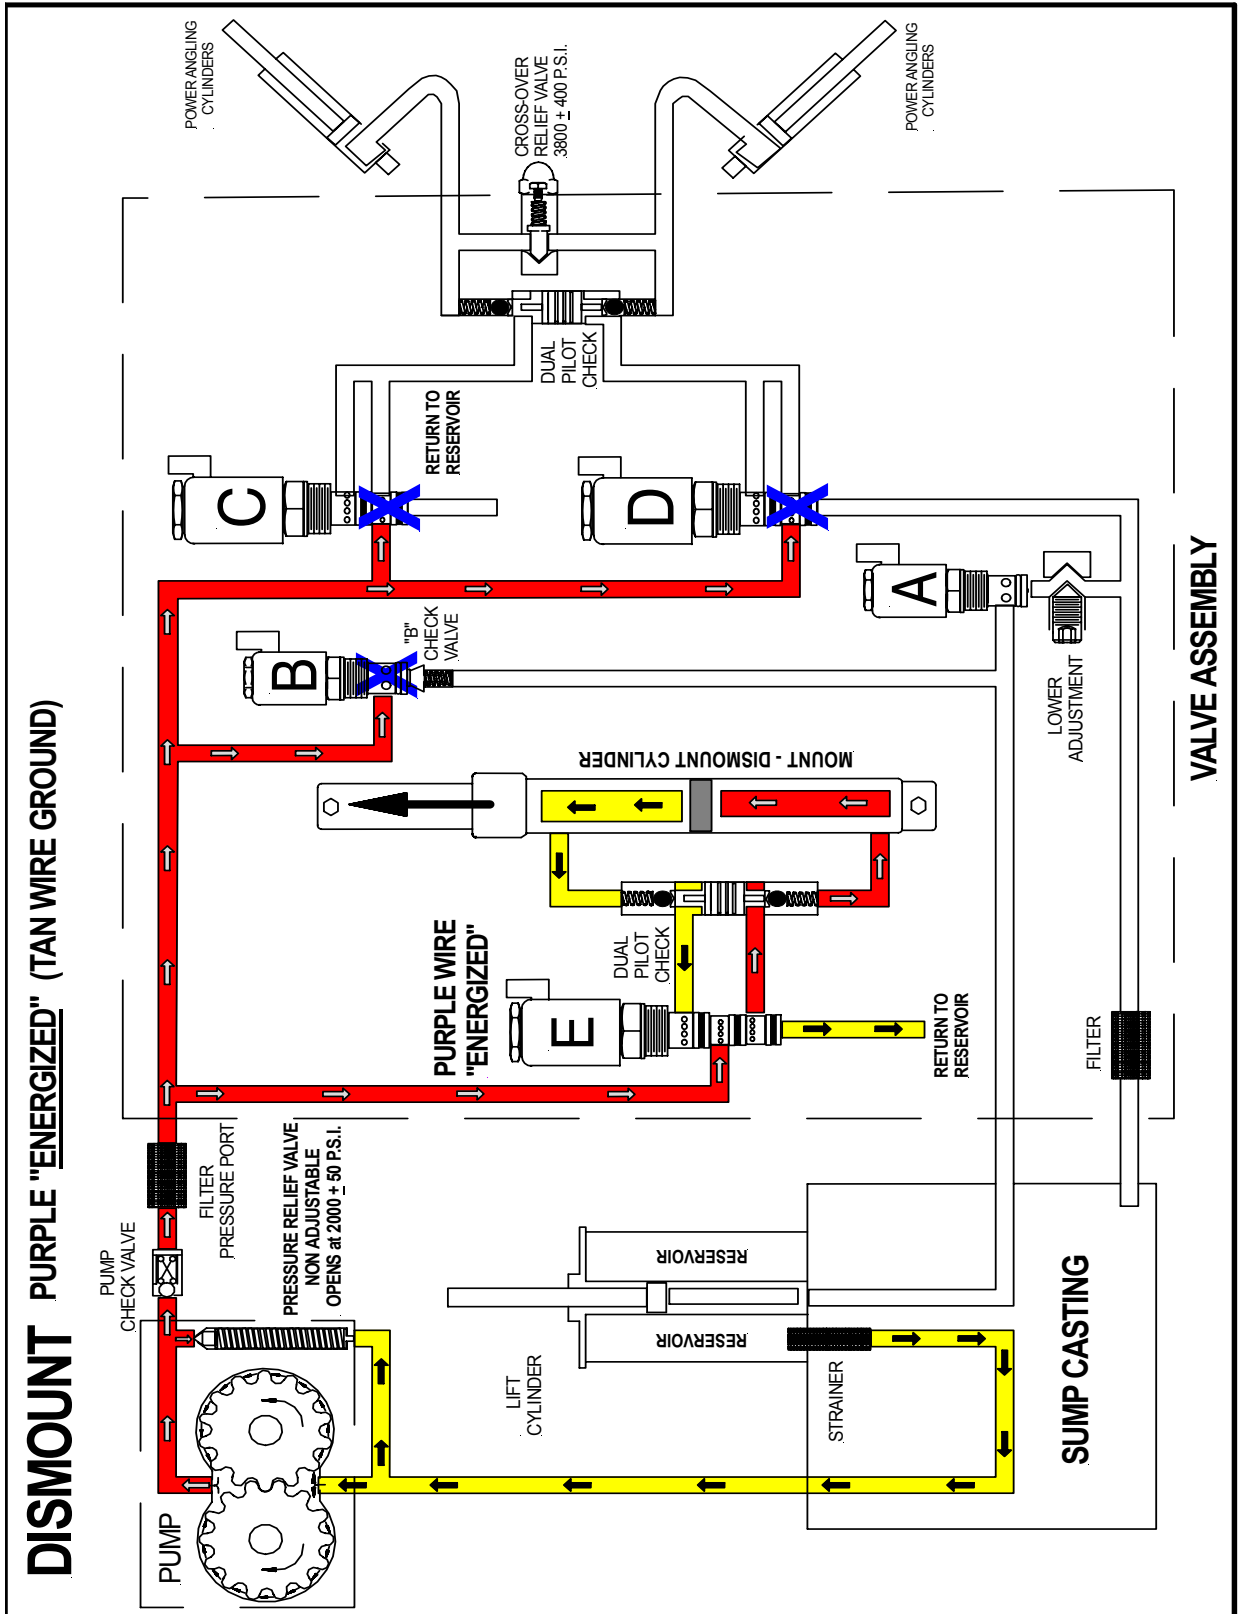 DISMOUNT PURPLE "ENERGIZED" (TAN WIRE GROUND)
PUMP
PUMP
CHECK VALVE
FILTER
PRESSURE PORT
PRESSURE RELIEF VALVE
NON ADJUSTABLE
OPENS at 2000 ± 50 P.S.I.
POWER ANGLING
CYLINDERS
C
RETURN TO
RESERVOIR
B
"B"
CHECK
VALVE
CROSS-OVER
RELIEF VALVE
3800 ± 400 P.S.I.
DUAL
PILOT
CHECK
PURPLE WIRE
"ENERGIZED"
E
DUAL
PILOT
CHECK
MOUNT - DISMOUNT CYLINDER
D
POWER ANGLING
CYLINDERS
A
RETURN TO
RESERVOIR
LOWER
ADJUSTMENT
FILTER
LIFT
CYLINDER
RESERVOIR
RESERVOIR
STRAINER
SUMP CASTING
VALVE ASSEMBLY